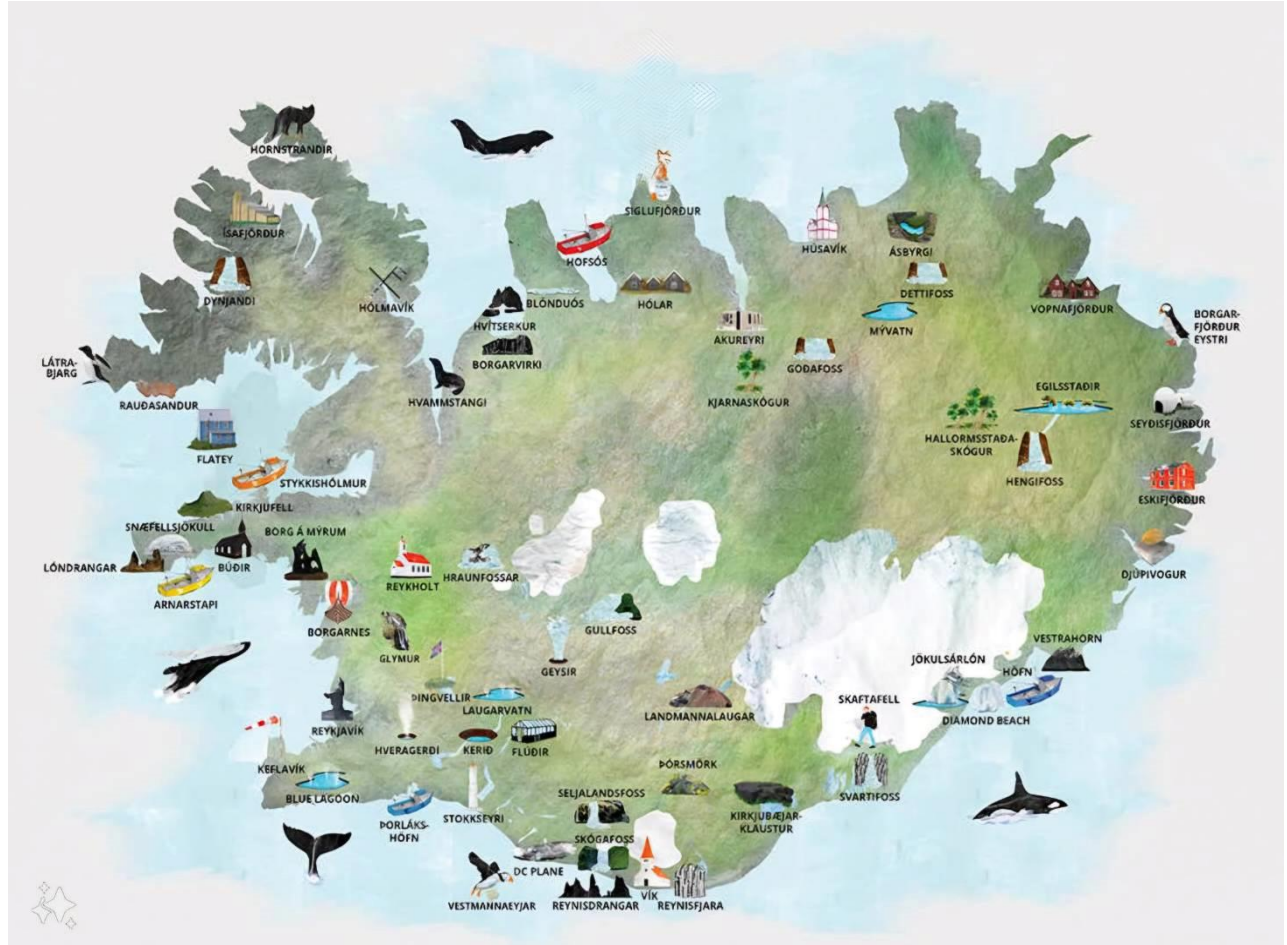 HORNSTRANDIR
SIGLUFJÖRÐUR
ÍSAFJÖRÐUR
HÚSAVÍK
ÁSBYRGI
HOFSÓS
DYNJANDI
HÓLMAVÍK
BLÖNDUÓS
HÓLAR
DETTIFOSS
VOPNAFJÖRÐUR
HVÍTSERKUR
MÝVATN
BORGAR-
FJÖRÐUR
EYSTRI
AKUREYRI
LÁTRA-
BJARG
BORGARVIRKI
GOÐAFOSS
RAUÐASANDUR
HVAMMSTANGI
KJARNASKÓGUR
EGILSSTAÐIR
SEYÐISFJÖRÐUR
HALLORMSSTAÐA-
SKÓGUR
FLATEY
STYKKISHÓLMUR
HENGIFOSS
ESKIFJÖRÐUR
KIRKJUFELL
SNÆFELLSJÖKULL
BORG Á MÝRUM
LÓNDRANGAR
BÚÐIR
HRAUNFOSSAR
REYKHOLT
DJÚPIVOGUR
ARNARSTAPI
BORGARNES
GULLFOSS
VESTRAHORN
GLYMUR
GEYSIR
JÖKULSÁRLÓN
HÖFN
ÞINGVELLIR
LAUGARVATN
SKAFTAFELL
LANDMANNALAUGAR
DIAMOND BEACH
REYKJAVÍK
HVERAGERÐI
KERIÐ
FLÚÐIR
ÞÓRSMÖRK
KEFLAVÍK
BLUE LAGOON
SELJALANDSFOSS
SVARTIFOSS
STOKKSEYRI
KIRKJUBÆJAR-
KLAUSTUR
ÞORLÁKS-
HÖFN
SKÓGAFOSS
DC PLANE
VÍK
VESTMANNAEYJAR
REYNISDRANGAR
REYNISFJARA